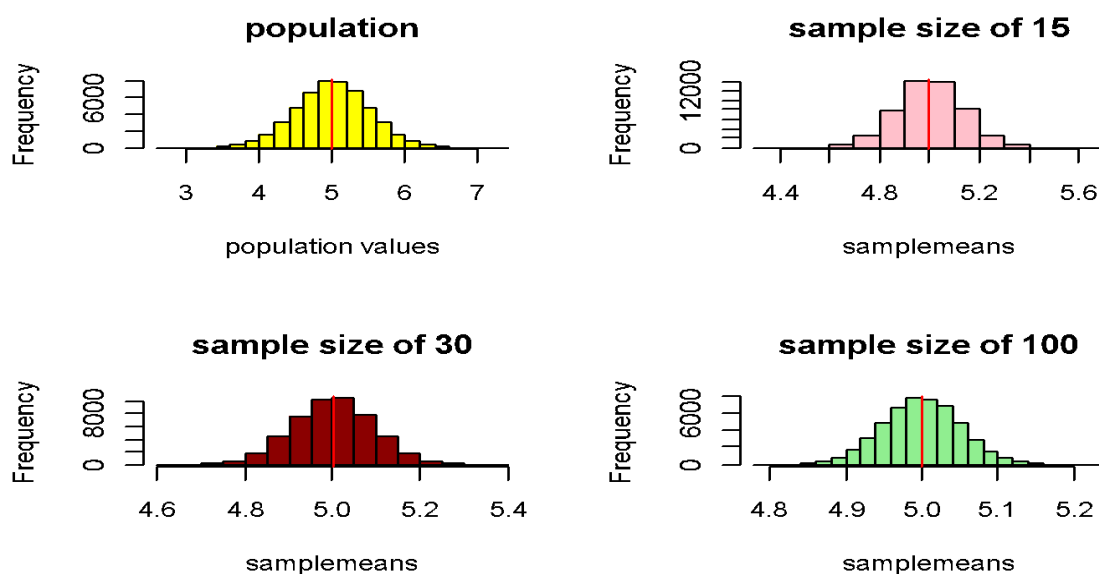 population
Frequency
6000
0
3 4 5 6 7
population values
sample size of 15
Frequency
12000
0
4.4 4.8 5.2 5.6
samplemeans
sample size of 30
Frequency
8000
0
4.6 4.8 5.0 5.2 5.4
samplemeans
sample size of 100
Frequency
6000
0
4.8 4.9 5.0 5.1 5.2
samplemeans